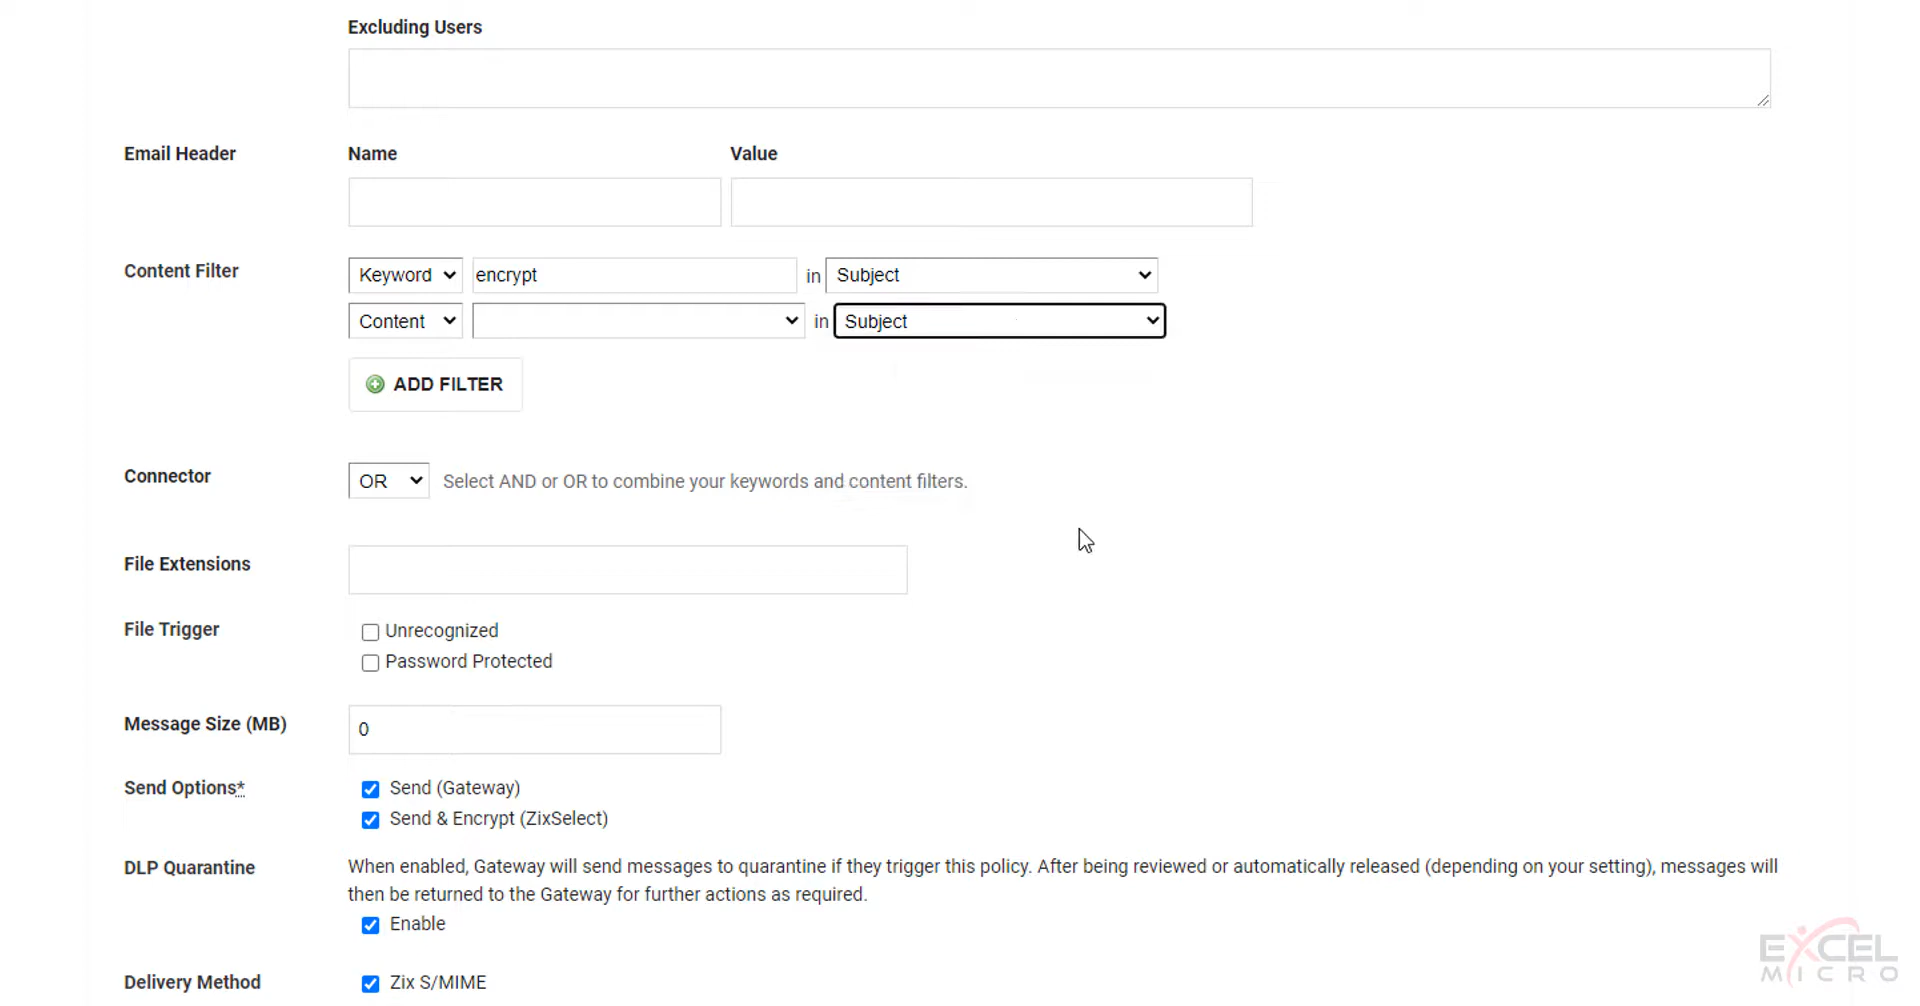 Excluding Users
Email Header Name Value
Content Filter Keyword encrypt in Subject
Content in Subject
ADD FILTER
Connector OR Select AND or OR to combine your keywords and content filters.
File Extensions
File Trigger Unrecognized
Password Protected
Message Size (MB) 0
Send Options* Send (Gateway)
Send & Encrypt (ZixSelect)
DLP Quarantine When enabled, Gateway will send messages to quarantine if they trigger this policy. After being reviewed or automatically released (depending on your setting), messages will
then be returned to the Gateway for further actions as required.
Enable
Delivery Method Zix S/MIME
EXCEL
MICRO